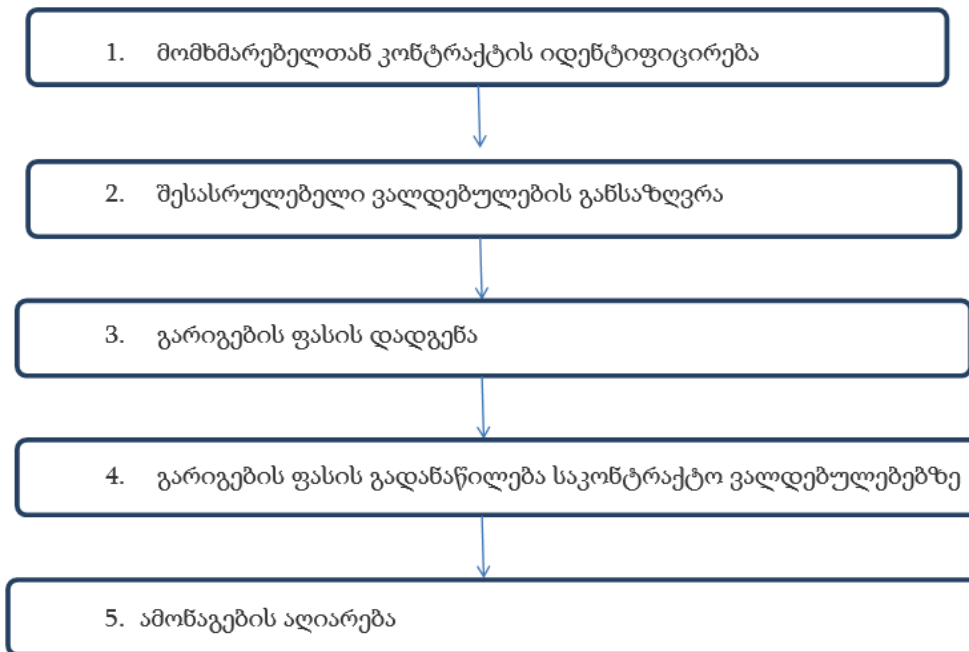 1. მომხმარებელთან კონტრაქტის იდენტიფიცირება
2. შესასრულებელი ვალდებულების განსაზღვრა
3. გარიგების ფასის დადგენა
4. გარიგების ფასის გადანაწილება საკონტრაქტო ვალდებულებებზე
5. ამონაგების აღიარება